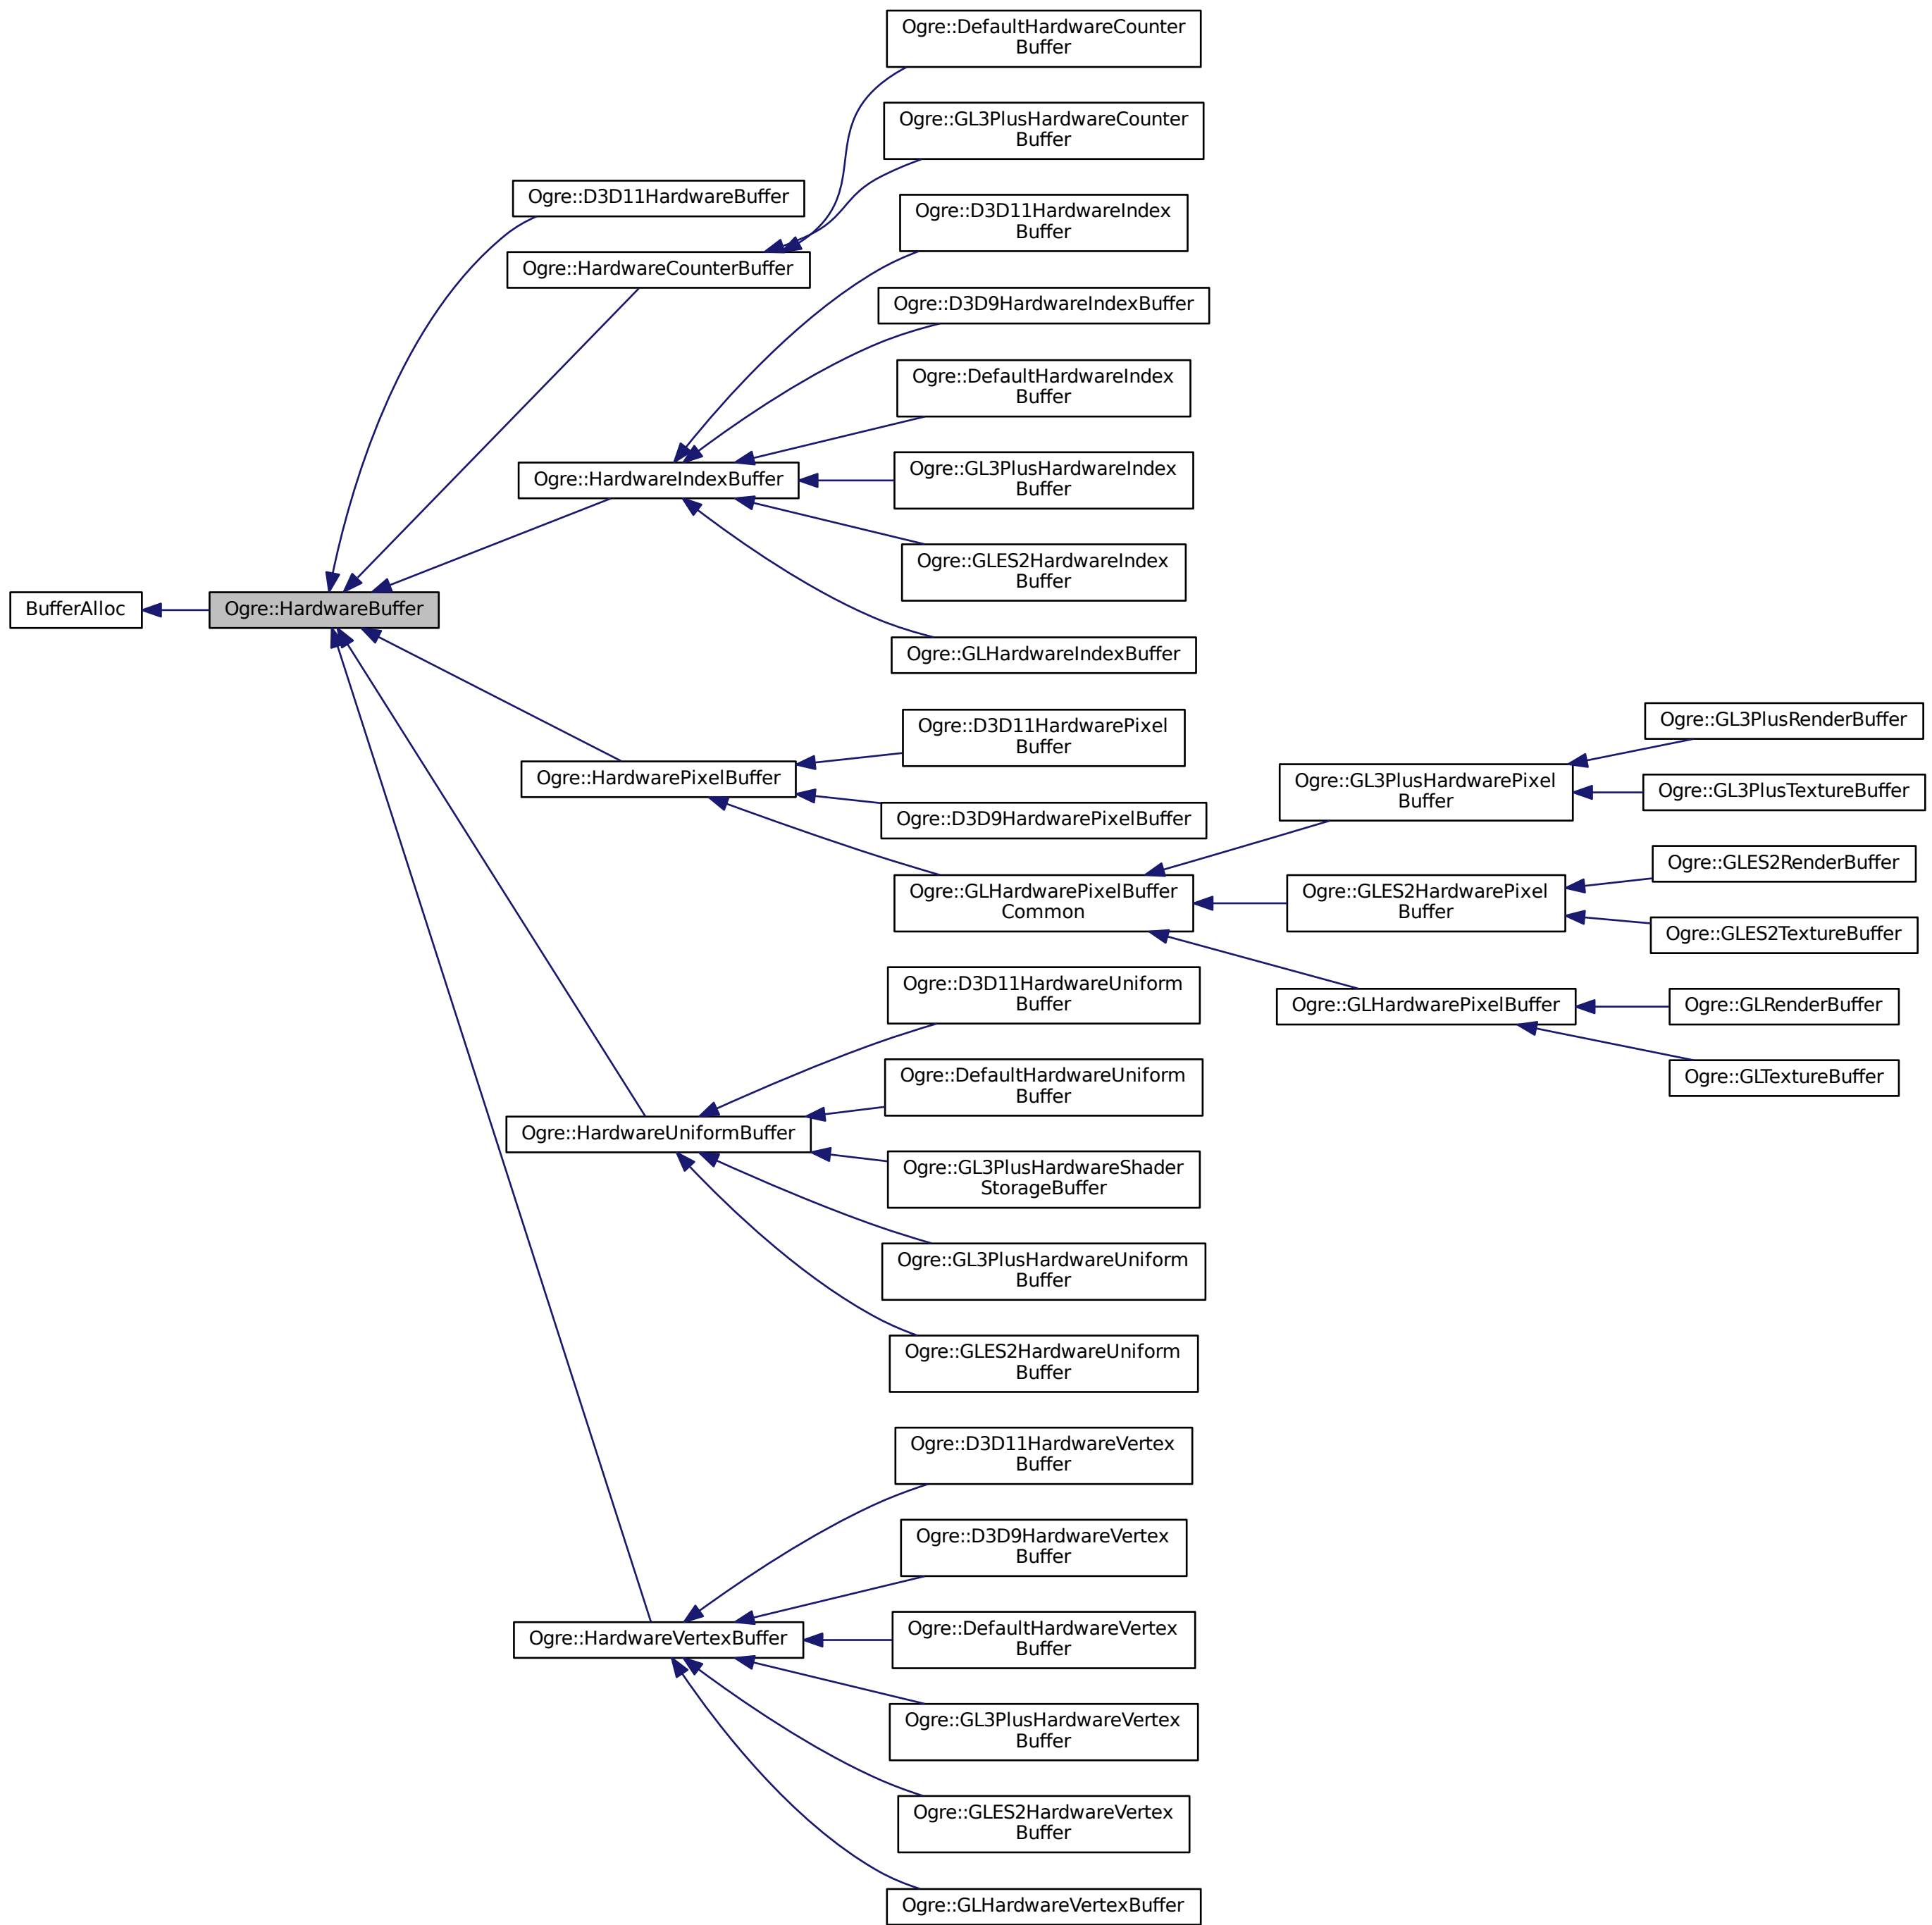 BufferAlloc
Ogre::HardwareBuffer
Ogre::D3D11HardwareBuffer
Ogre::HardwareCounterBuffer
Ogre::DefaultHardwareCounter
Buffer
Ogre::GL3PlusHardwareCounter
Buffer
Ogre::HardwareIndexBuffer
Ogre::D3D11HardwareIndex
Buffer
Ogre::D3D9HardwareIndexBuffer
Ogre::DefaultHardwareIndex
Buffer
Ogre::GL3PlusHardwareIndex
Buffer
Ogre::GLES2HardwareIndex
Buffer
Ogre::GLHardwareIndexBuffer
Ogre::HardwarePixelBuffer
Ogre::D3D11HardwarePixel
Buffer
Ogre::D3D9HardwarePixelBuffer
Ogre::GLHardwarePixelBuffer
Common
Ogre::GL3PlusHardwarePixel
Buffer
Ogre::GL3PlusRenderBuffer
Ogre::GL3PlusTextureBuffer
Ogre::GLES2HardwarePixel
Buffer
Ogre::GLES2RenderBuffer
Ogre::GLES2TextureBuffer
Ogre::GLHardwarePixelBuffer
Ogre::GLRenderBuffer
Ogre::GLTextureBuffer
Ogre::HardwareUniformBuffer
Ogre::D3D11HardwareUniform
Buffer
Ogre::DefaultHardwareUniform
Buffer
Ogre::GL3PlusHardwareShader
StorageBuffer
Ogre::GL3PlusHardwareUniform
Buffer
Ogre::GLES2HardwareUniform
Buffer
Ogre::HardwareVertexBuffer
Ogre::D3D11HardwareVertex
Buffer
Ogre::D3D9HardwareVertex
Buffer
Ogre::DefaultHardwareVertex
Buffer
Ogre::GL3PlusHardwareVertex
Buffer
Ogre::GLES2HardwareVertex
Buffer
Ogre::GLHardwareVertexBuffer